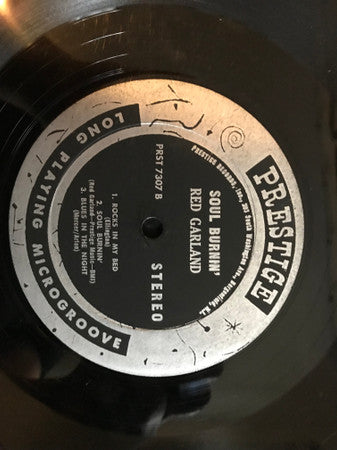 PRESTIGE
PRESTIGE RECORDS, INC., 203 South Washington Ave., Bergenfield, N.J.
SOUL BURNIN'
RED GARLAND
STEREO
PRST 7307 B
1. ROCKS IN MY BED
(Ellington)
2. SOUL BURNIN'
(Red Garland—Prestige Music—BMI)
3. BLUES IN THE NIGHT
(Mercer/Arlen)
LONG PLAYING MICROGROOVE